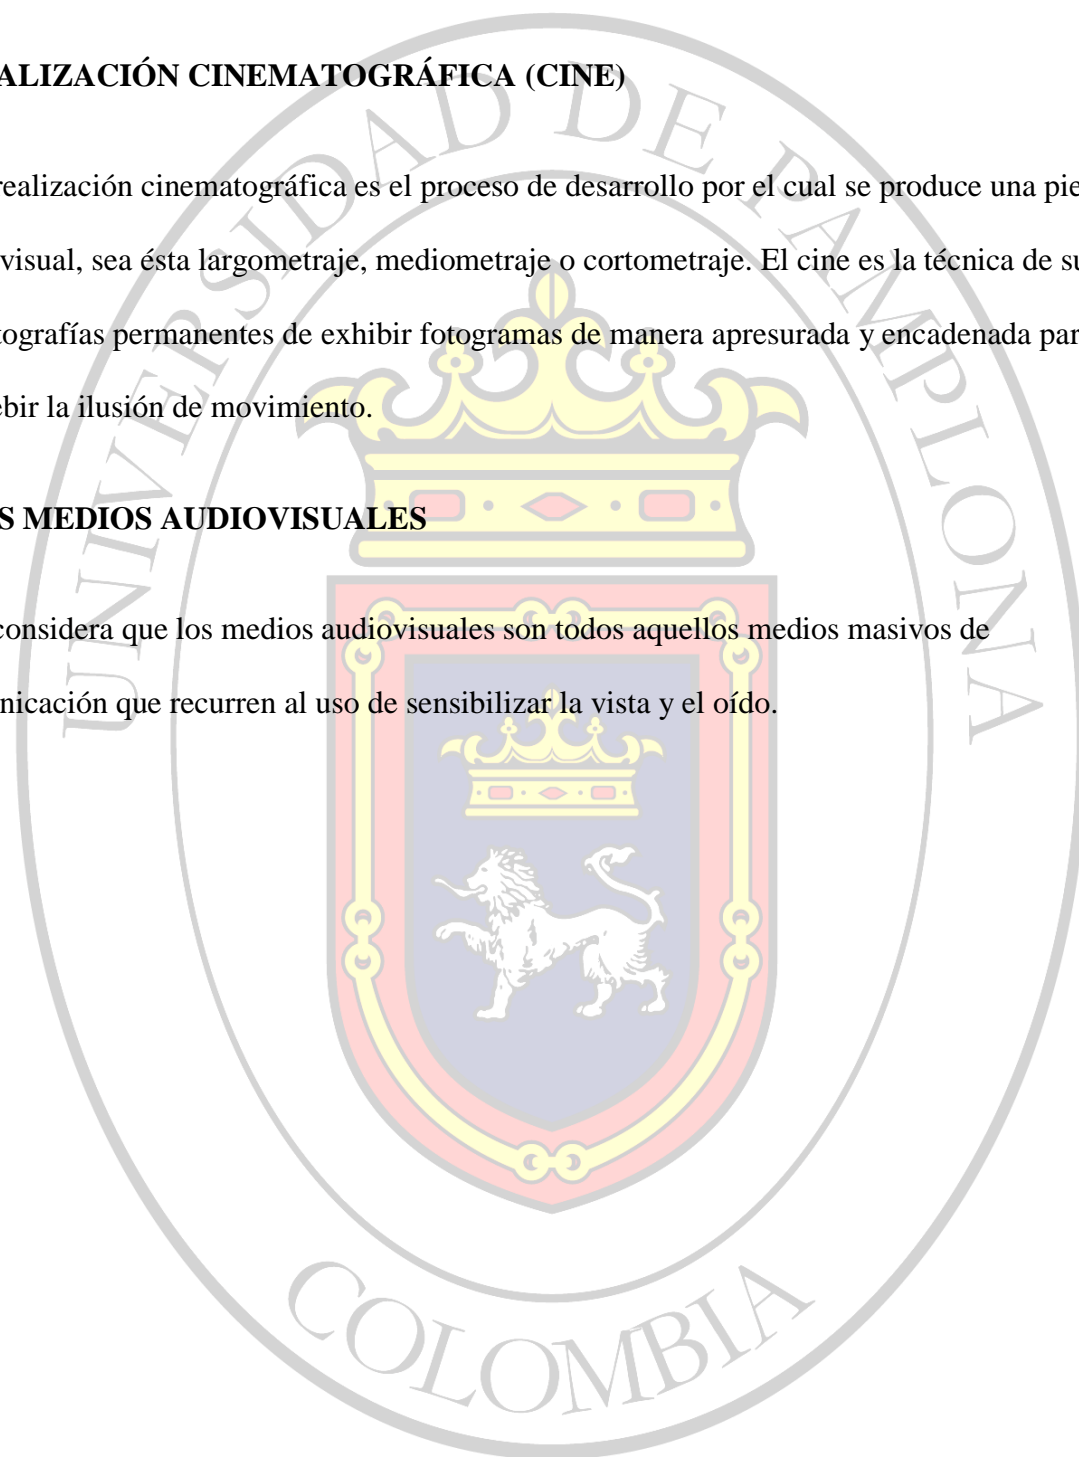 ALIZACIÓN CINEMATOGRÁFICA (CINE)
realización cinematográfica es el proceso de desarrollo por el cual se produce una pie
visual, sea ésta largometraje, mediometraje o cortometraje. El cine es la técnica de su
tografías permanentes de exhibir fotogramas de manera apresurada y encadenada par
ebir la ilusión de movimiento.
S MEDIOS AUDIOVISUALES
considera que los medios audiovisuales son todos aquellos medios masivos de
nicación que recurren al uso de sensibilizar la vista y el oído.
UNIVERSIDAD DE PAMPLONA
COLOMBIA